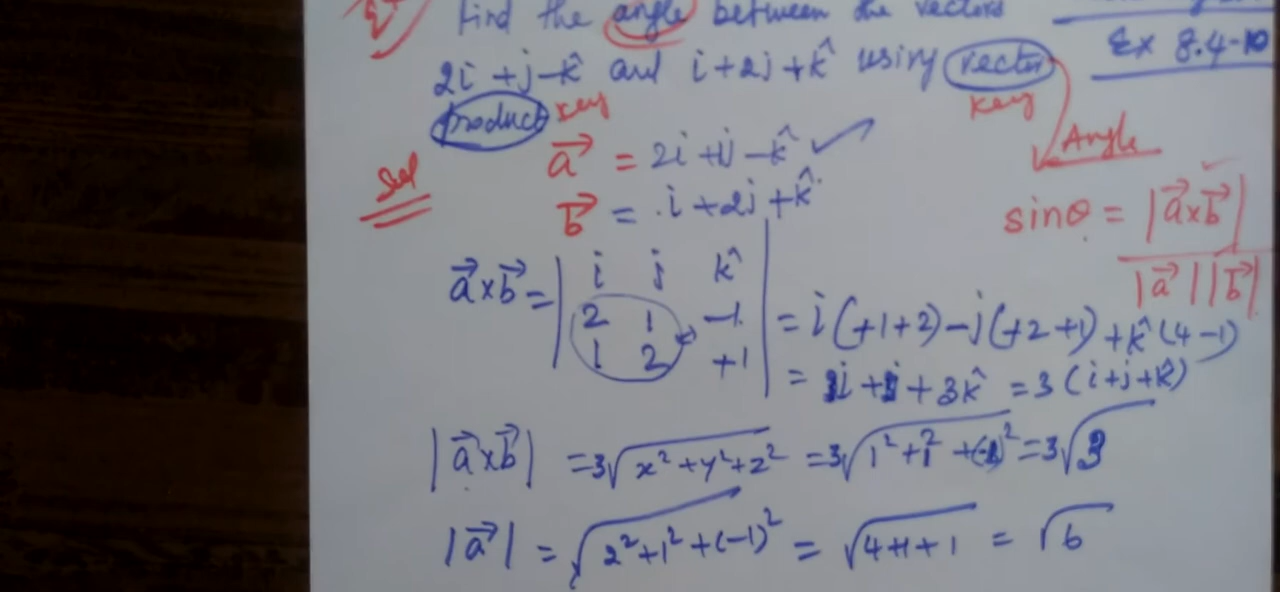 Find the angle between the vectors
2i + j - k̂ and i + 2j + k̂ using vector
product key
key
Ex 8.4-10
Angle
Sol
a⃗ = 2i + j - k̂ ✓
b⃗ = i + 2j + k̂
sinθ = |a⃗ x b⃗| / |a⃗| |b⃗|
a⃗ x b⃗ = | i j k̂ | = i(+1+2) - j(+2+1) + k̂(4-1)
| 2 1 -1 |
| 1 2 +1 |
= i + j + 3k̂ = 3(i + j + k̂)
|a⃗ x b⃗| = 3√x² + y² + z² = 3√1² + 1² + (-1)² = 3√3
|a⃗| = √2² + 1² + (-1)² = √4+1+1 = √6